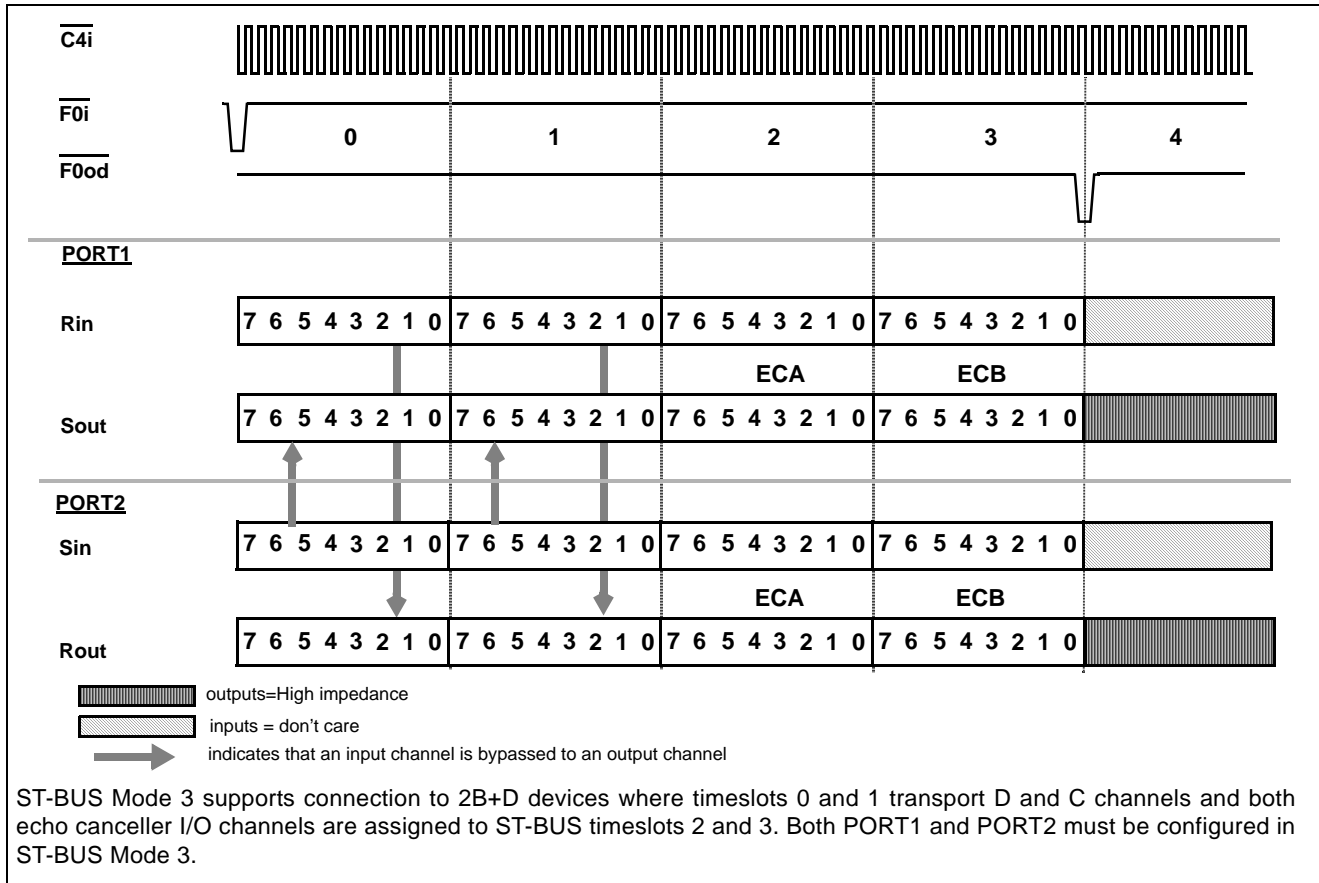 C4i
F0i
0 1 2 3 4
F0od
PORT1
Rin 7 6 5 4 3 2 1 0 7 6 5 4 3 2 1 0 7 6 5 4 3 2 1 0 7 6 5 4 3 2 1 0
ECA ECB
Sout 7 6 5 4 3 2 1 0 7 6 5 4 3 2 1 0 7 6 5 4 3 2 1 0 7 6 5 4 3 2 1 0
PORT2
Sin 7 6 5 4 3 2 1 0 7 6 5 4 3 2 1 0 7 6 5 4 3 2 1 0 7 6 5 4 3 2 1 0
ECA ECB
Rout 7 6 5 4 3 2 1 0 7 6 5 4 3 2 1 0 7 6 5 4 3 2 1 0 7 6 5 4 3 2 1 0
outputs=High impedance
inputs = don't care
indicates that an input channel is bypassed to an output channel
ST-BUS Mode 3 supports connection to 2B+D devices where timeslots 0 and 1 transport D and C channels and both
echo canceller I/O channels are assigned to ST-BUS timeslots 2 and 3. Both PORT1 and PORT2 must be configured in
ST-BUS Mode 3.